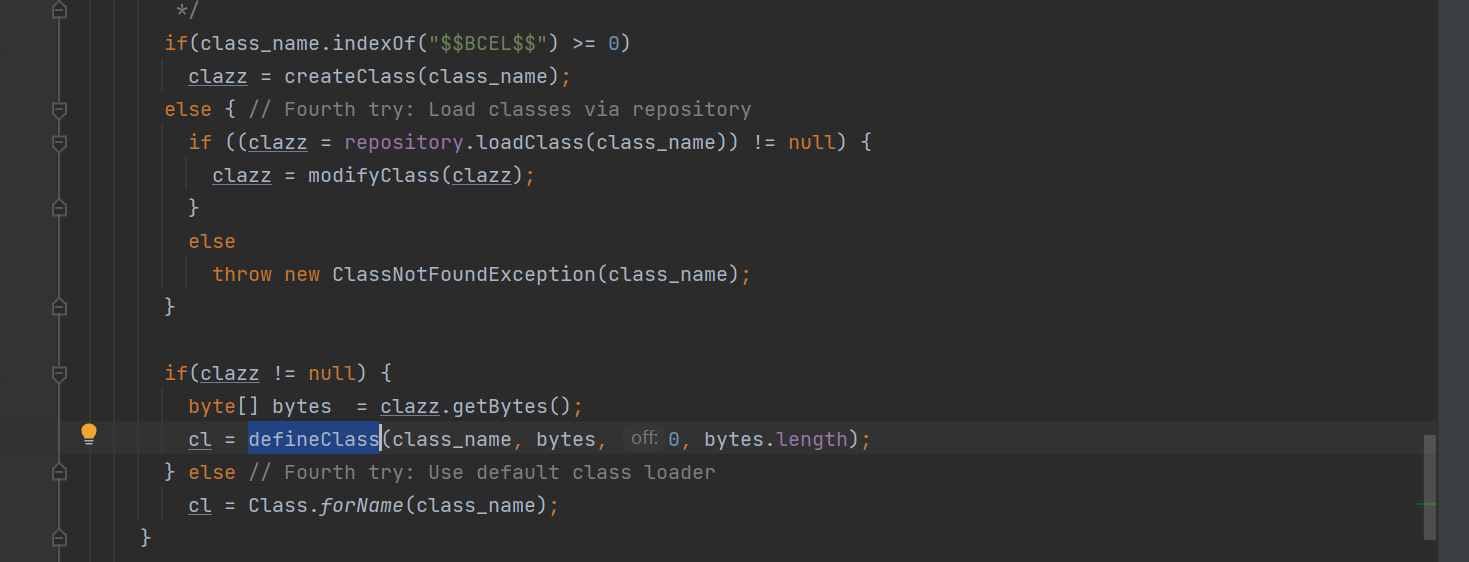 */
if(class_name.indexOf("$$BCEL$$") >= 0)
clazz = createClass(class_name);
else { // Fourth try: Load classes via repository
if ((clazz = repository.loadClass(class_name)) != null) {
clazz = modifyClass(clazz);
}
else
throw new ClassNotFoundException(class_name);
}
if(clazz != null) {
byte[] bytes  = clazz.getBytes();
cl = defineClass(class_name, bytes, off: 0, bytes.length);
} else // Fourth try: Use default class loader
cl = Class.forName(class_name);
}